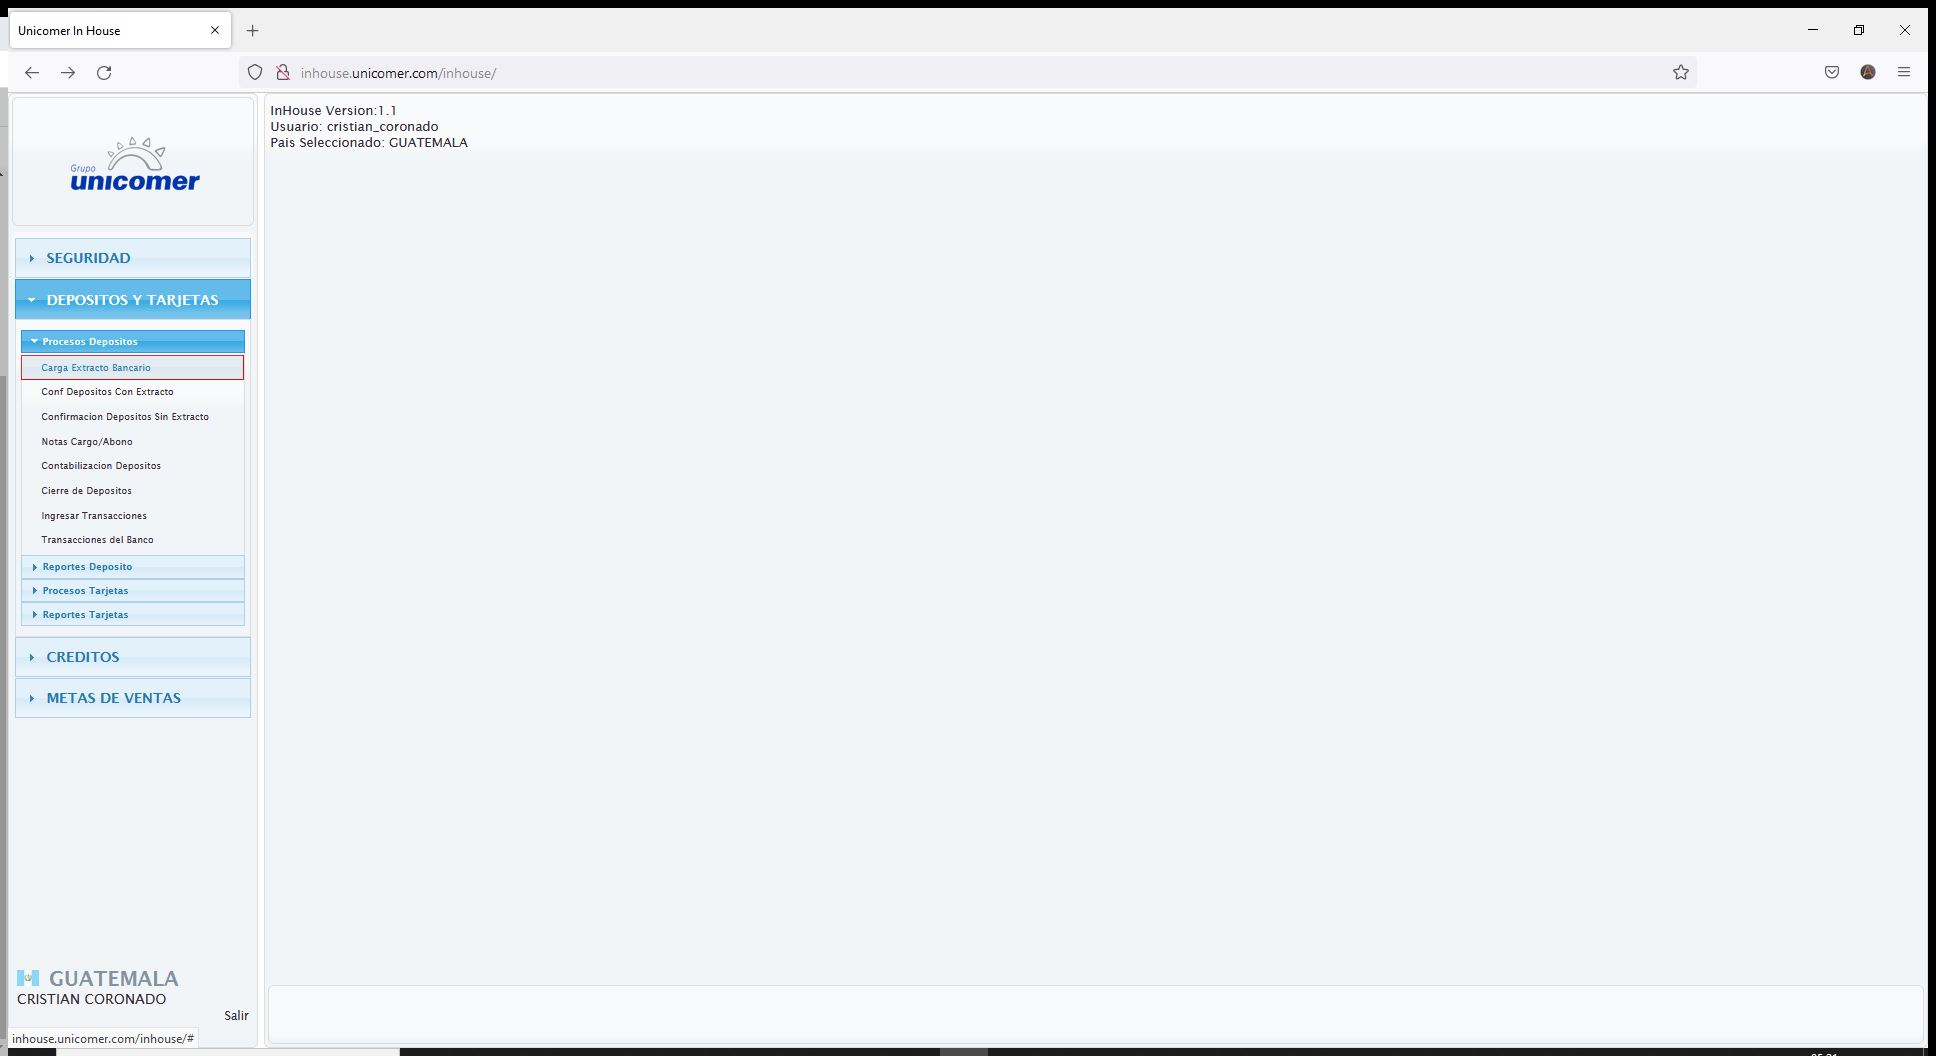 Unicomer In House
inhouse.unicomer.com/inhouse/
Grupo
unicomer
InHouse Version:1.1
Usuario: cristian_coronado
Pais Seleccionado: GUATEMALA
SEGURIDAD
DEPOSITOS Y TARJETAS
Procesos Depositos
Carga Extracto Bancario
Conf Depositos Con Extracto
Confirmacion Depositos Sin Extracto
Notas Cargo/Abono
Contabilizacion Depositos
Cierre de Depositos
Ingresar Transacciones
Transacciones del Banco
Reportes Deposito
Procesos Tarjetas
Reportes Tarjetas
CREDITOS
METAS DE VENTAS
GUATEMALA
CRISTIAN CORONADO
Salir
inhouse.unicomer.com/inhouse/#